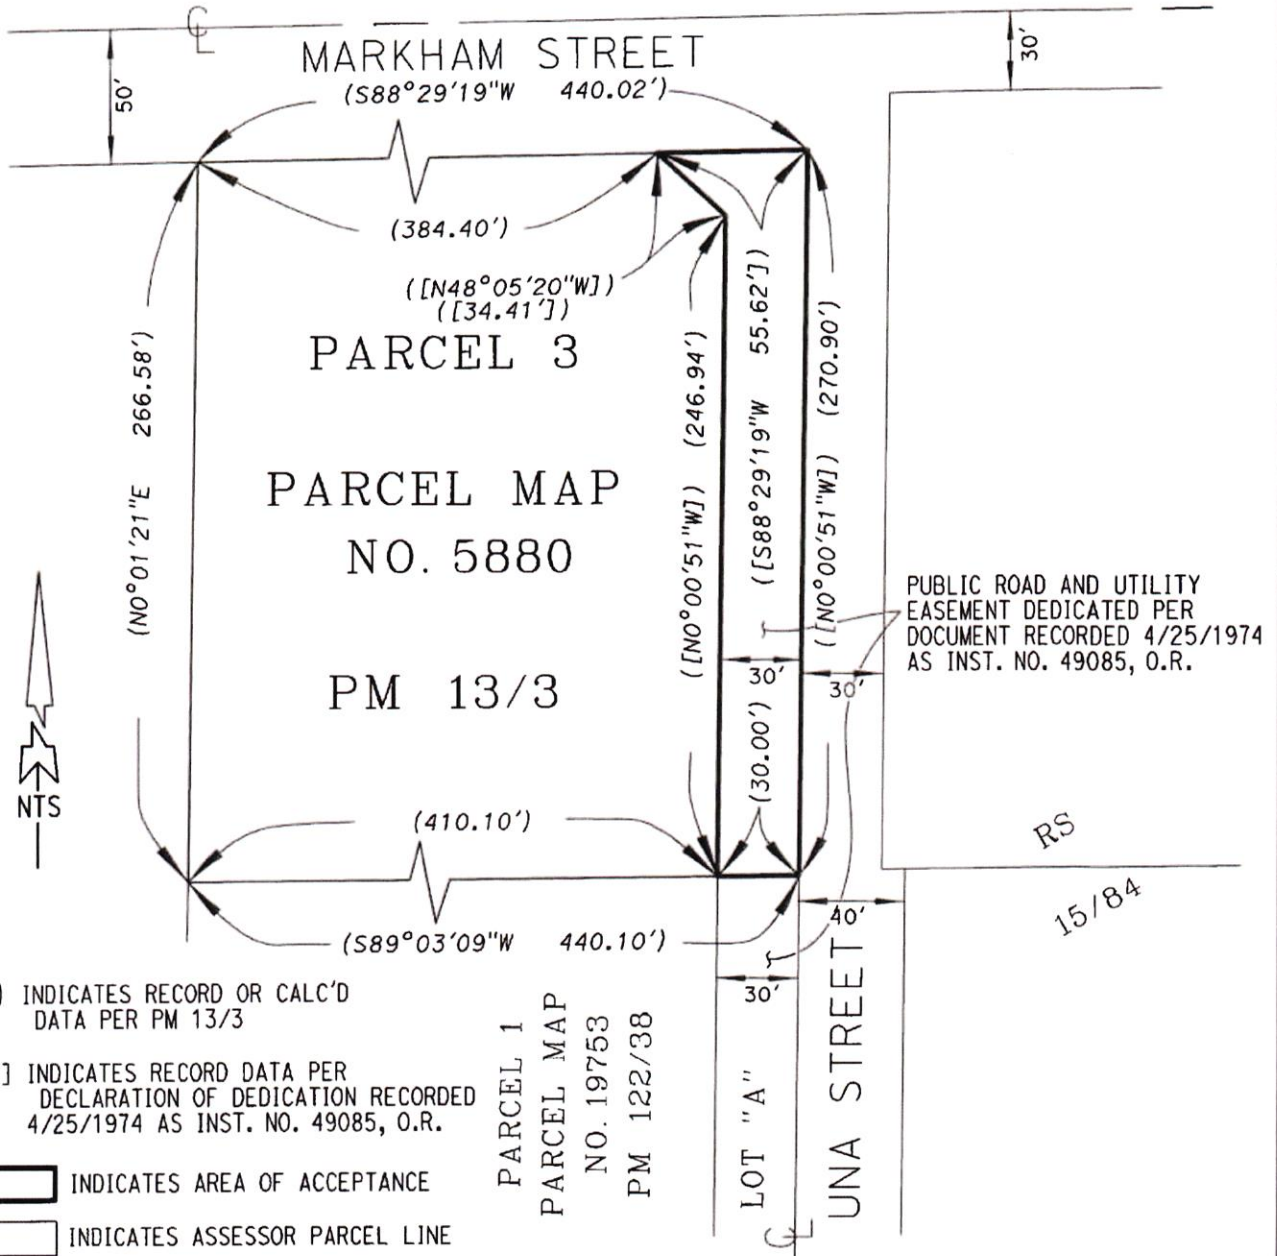 C
L
MARKHAM STREET
(S88°29'19"W 440.02')
50'
30'
(384.40')
([N48°05'20"W])
([34.41'])
PARCEL 3
PARCEL MAP
NO. 5880
PM 13/3
(N0°01'21"E 266.58')
([N0°00'51"W]) (246.94')
([S88°29'19"W 55.62'])
([N0°00'51"W]) (270.90')
PUBLIC ROAD AND UTILITY
EASEMENT DEDICATED PER
DOCUMENT RECORDED 4/25/1974
AS INST. NO. 49085, O.R.
30'
30'
(30.00')
NTS
(410.10')
RS
15/84
(S89°03'09"W 440.10')
40'
30'
) INDICATES RECORD OR CALC'D
DATA PER PM 13/3
] INDICATES RECORD DATA PER
DECLARATION OF DEDICATION RECORDED
4/25/1974 AS INST. NO. 49085, O.R.
INDICATES AREA OF ACCEPTANCE
INDICATES ASSESSOR PARCEL LINE
PARCEL 1
PARCEL MAP
NO. 19753
PM 122/38
LOT "A"
UNA STREET
C
L